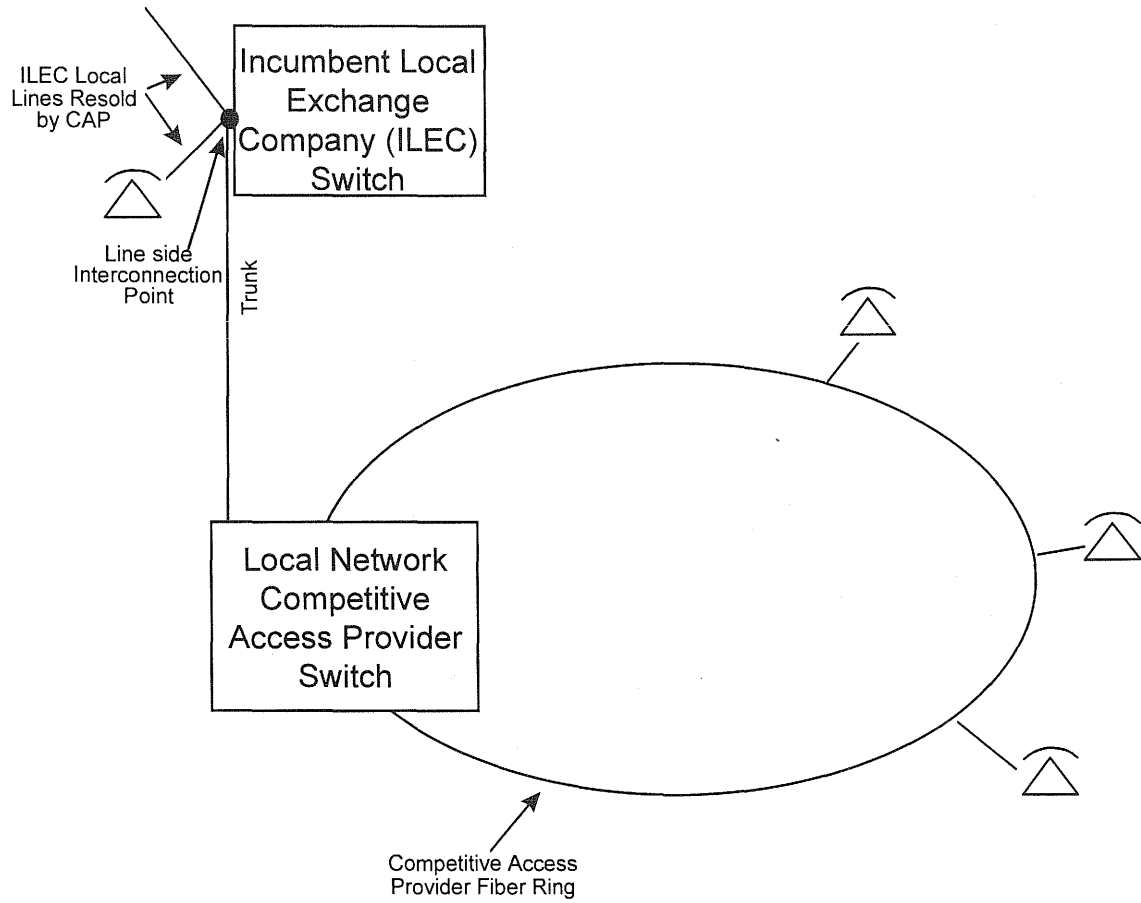 Incumbent Local
Exchange
Company (ILEC)
Switch
ILEC Local
Lines Resold
by CAP
Line side
Interconnection
Point
Trunk
Local Network
Competitive
Access Provider
Switch
Competitive Access
Provider Fiber Ring